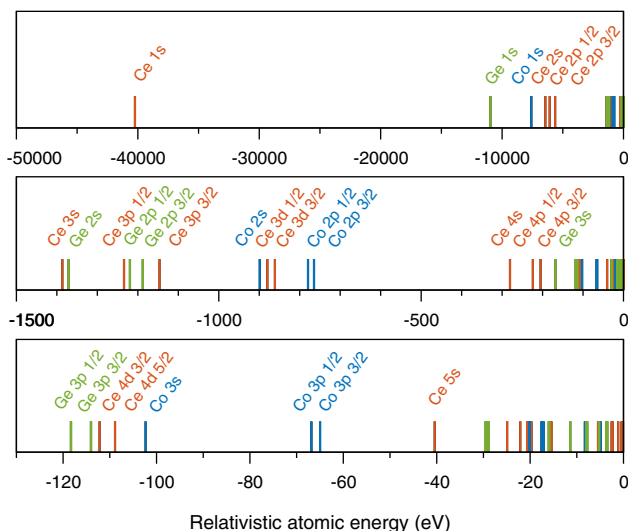 Ce 1s
Ge 1s
Co 1s
Ce 2s
Ce 2p 1/2
Ce 2p 3/2
-50000
-40000
-30000
-20000
-10000
0
Ce 3s
Ge 2s
Ce 3p 1/2
Ge 2p 1/2
Ge 2p 3/2
Ce 3p 3/2
Co 2s
Ce 3d 1/2
Ce 3d 3/2
Co 2p 1/2
Co 2p 3/2
Ce 4s
Ce 4p 1/2
Ce 4p 3/2
Ge 3s
-1500
-1000
-500
0
Ge 3p 1/2
Ge 3p 3/2
Ce 4d 3/2
Ce 4d 5/2
Co 3s
Co 3p 1/2
Co 3p 3/2
Ce 5s
-120
-100
-80
-60
-40
-20
0
Relativistic atomic energy (eV)